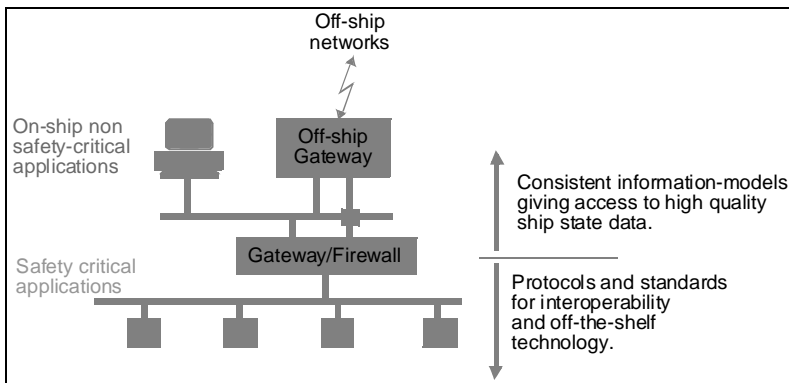 Off-ship
networks
On-ship non
safety-critical
applications
Off-ship
Gateway
Consistent information-models
giving access to high quality
ship state data.
Gateway/Firewall
Safety critical
applications
Protocols and standards
for interoperability
and off-the-shelf
technology.